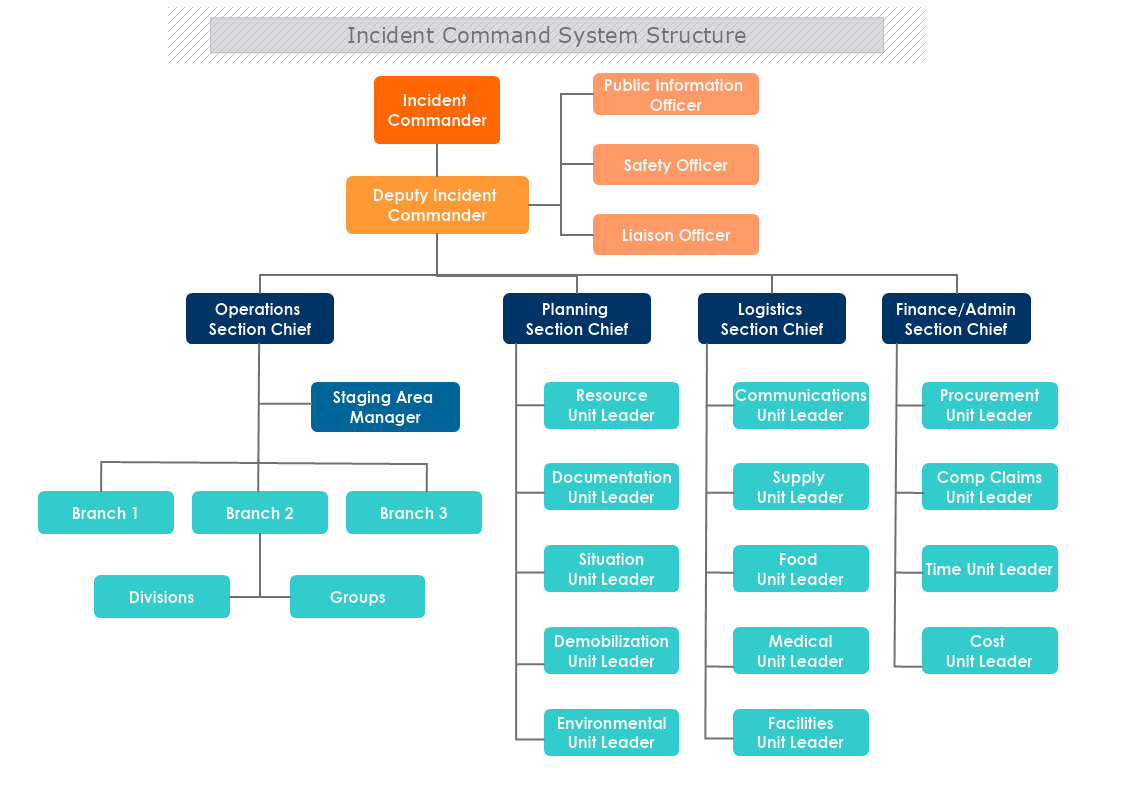 Incident Command System Structure
Incident
Commander
Public Information
Officer
Safety Officer
Deputy Incident
Commander
Liaison Officer
Operations
Section Chief
Planning
Section Chief
Logistics
Section Chief
Finance/Admin
Section Chief
Staging Area
Manager
Branch 1
Branch 2
Branch 3
Divisions
Groups
Resource
Unit Leader
Documentation
Unit Leader
Situation
Unit Leader
Demobilization
Unit Leader
Environmental
Unit Leader
Communications
Unit Leader
Supply
Unit Leader
Food
Unit Leader
Medical
Unit Leader
Facilities
Unit Leader
Procurement
Unit Leader
Comp Claims
Unit Leader
Time Unit Leader
Cost
Unit Leader